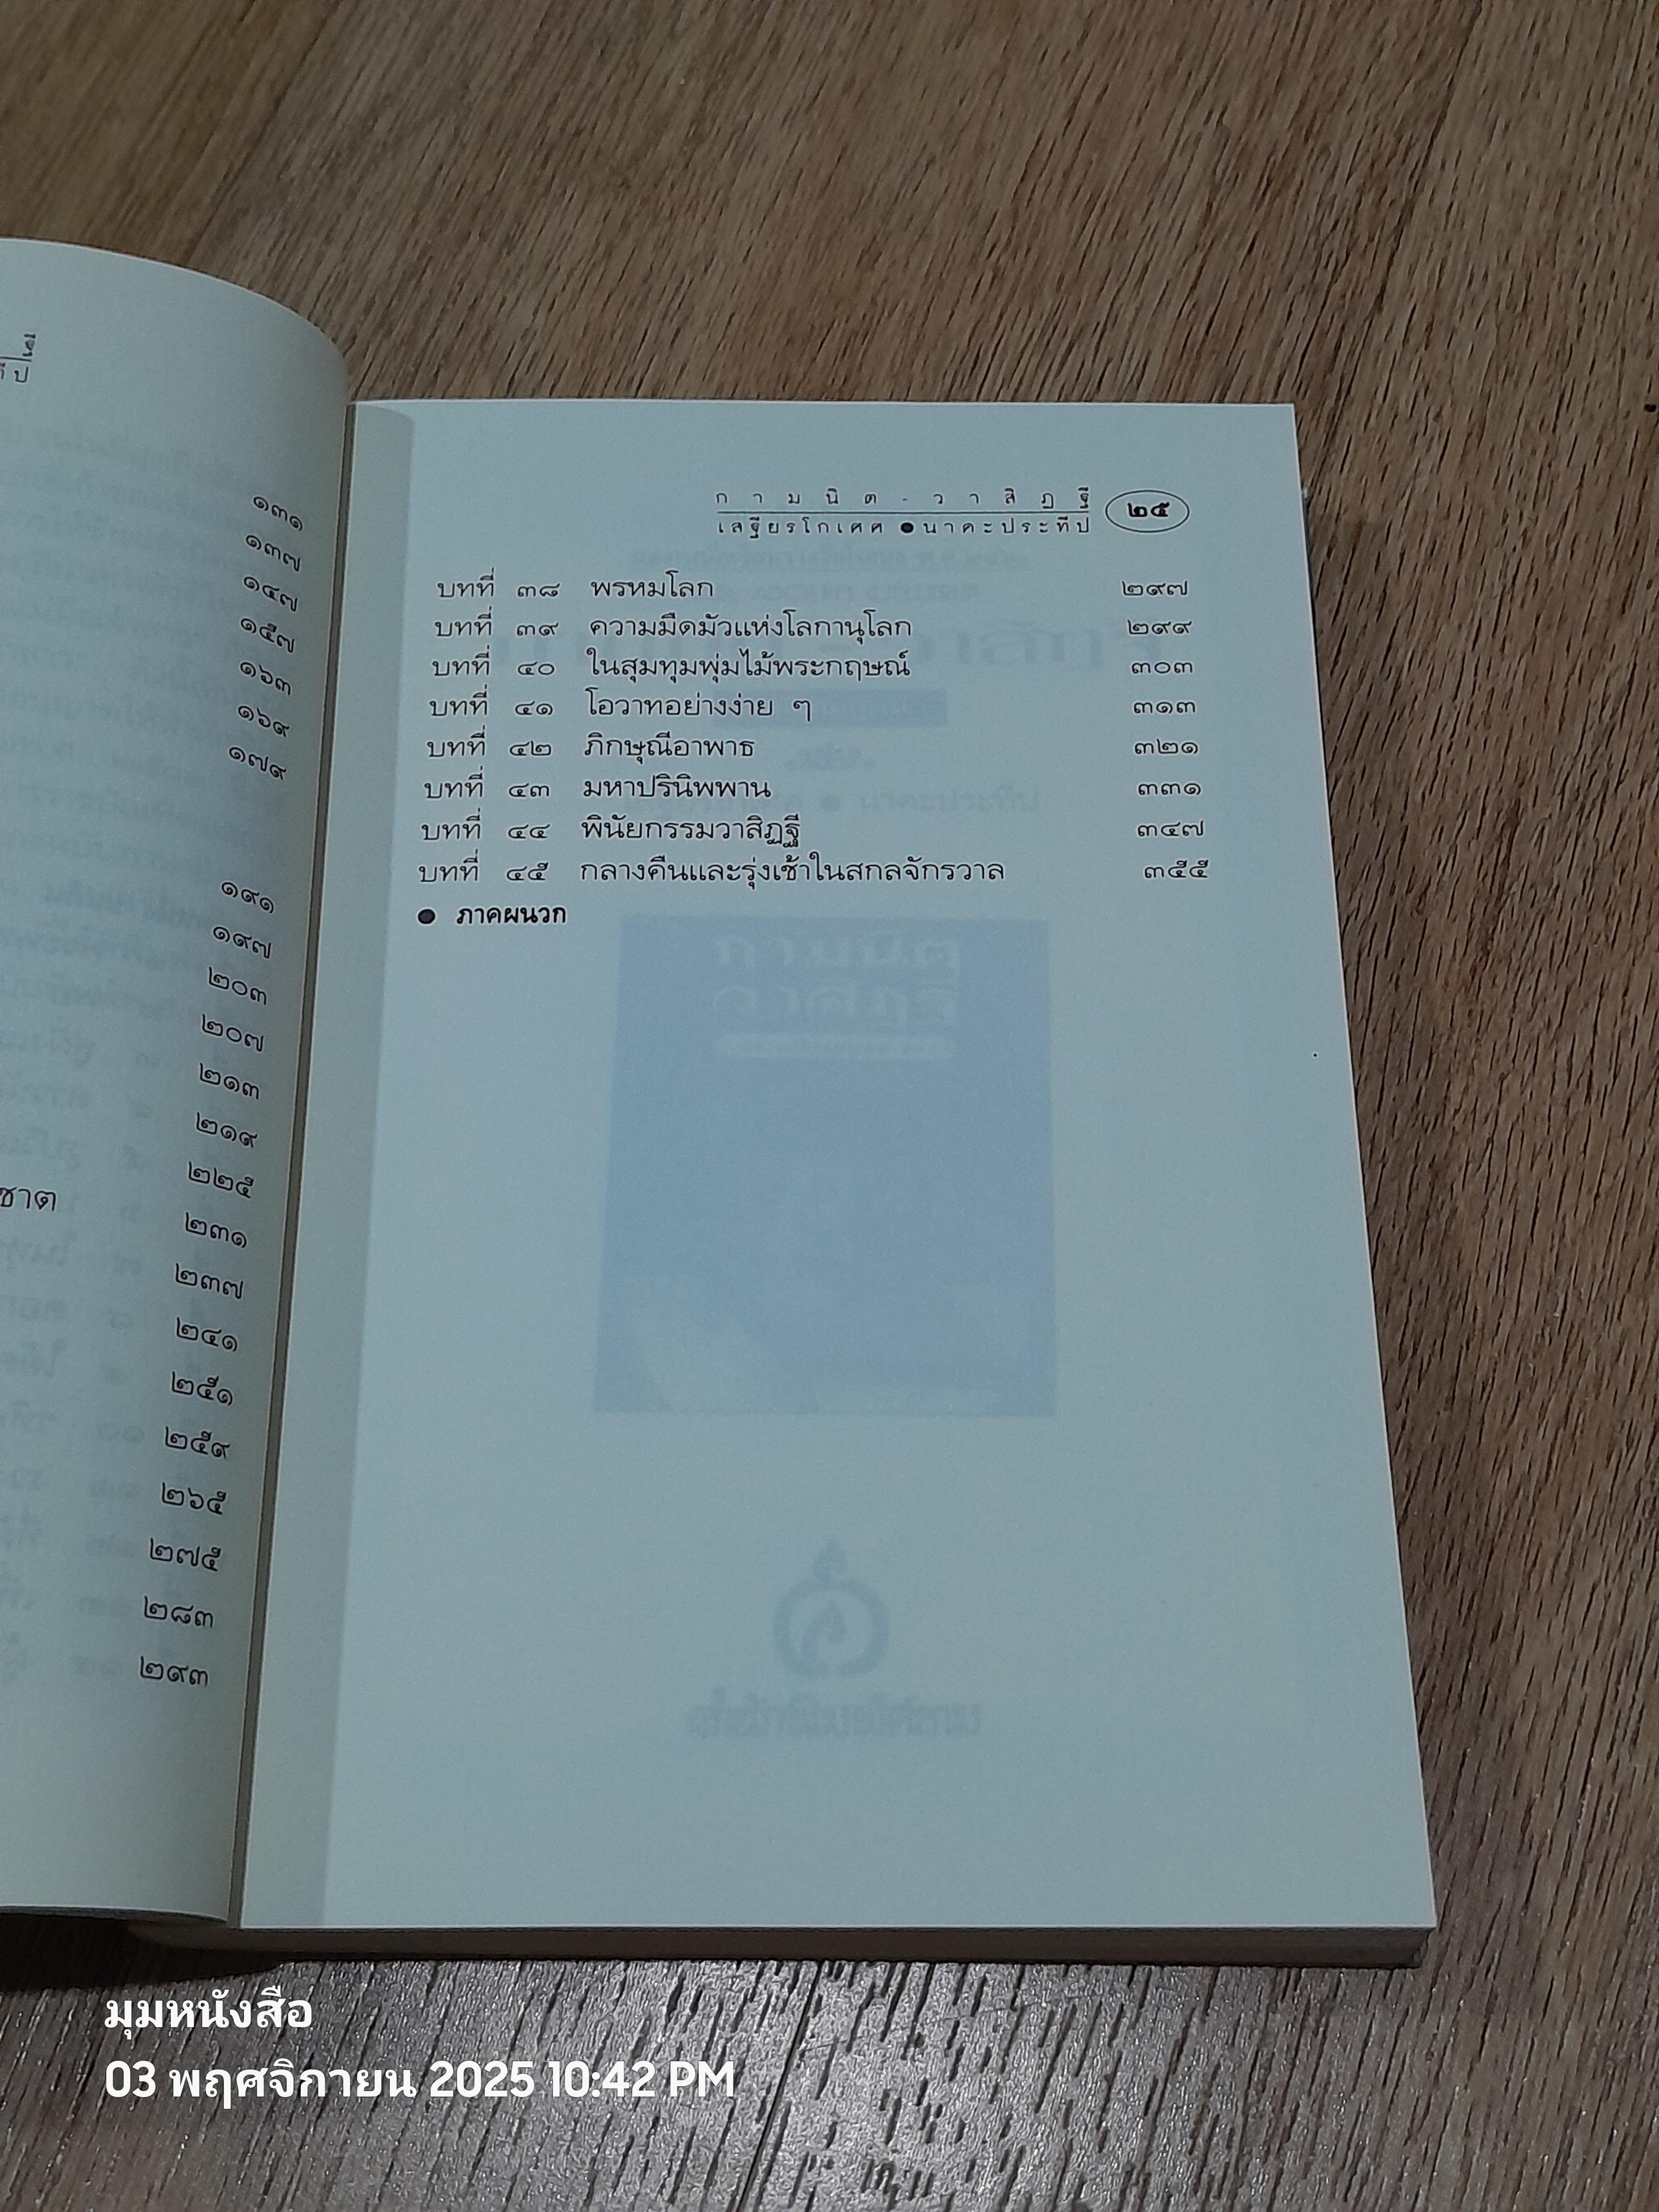 ที ป
๑๓๑
๑๓๗
๑๔๗
๑๕๗
๑๖๓
๑๖๙
๑๗๙
๑๙๑
๑๙๗
๒๐๓
๒๐๗
๒๑๓
๒๑๙
๒๒๕
ชาต
๒๓๑
๒๓๗
๒๔๑
๒๕๑
๒๕๙
๒๖๕
๒๗๕
๒๘๓
๒๙๓
ก า ม นิ ต - ว า สิ ฏ ฐี
เสฐียรโกเศศ ● นาคะประทีป
๒๕
บทที่ ๓๘ พรหมโลก ๒๙๗
บทที่ ๓๙ ความมืดมัวแห่งโลกานุโลก ๒๙๙
บทที่ ๔๐ ในสุมทุมพุ่มไม้พระกฤษณ์ ๓๐๓
บทที่ ๔๑ โอวาทอย่างง่าย ๆ ๓๑๓
บทที่ ๔๒ ภิกษุณีอาพาธ ๓๒๑
บทที่ ๔๓ มหาปรินิพพาน ๓๓๑
บทที่ ๔๔ พินัยกรรมวาสิฏฐี ๓๔๗
บทที่ ๔๕ กลางคืนและรุ่งเช้าในสกลจักรวาล ๓๕๕
● ภาคผนวก
มุมหนังสือ
03 พฤศจิกายน 2025 10:42 PM